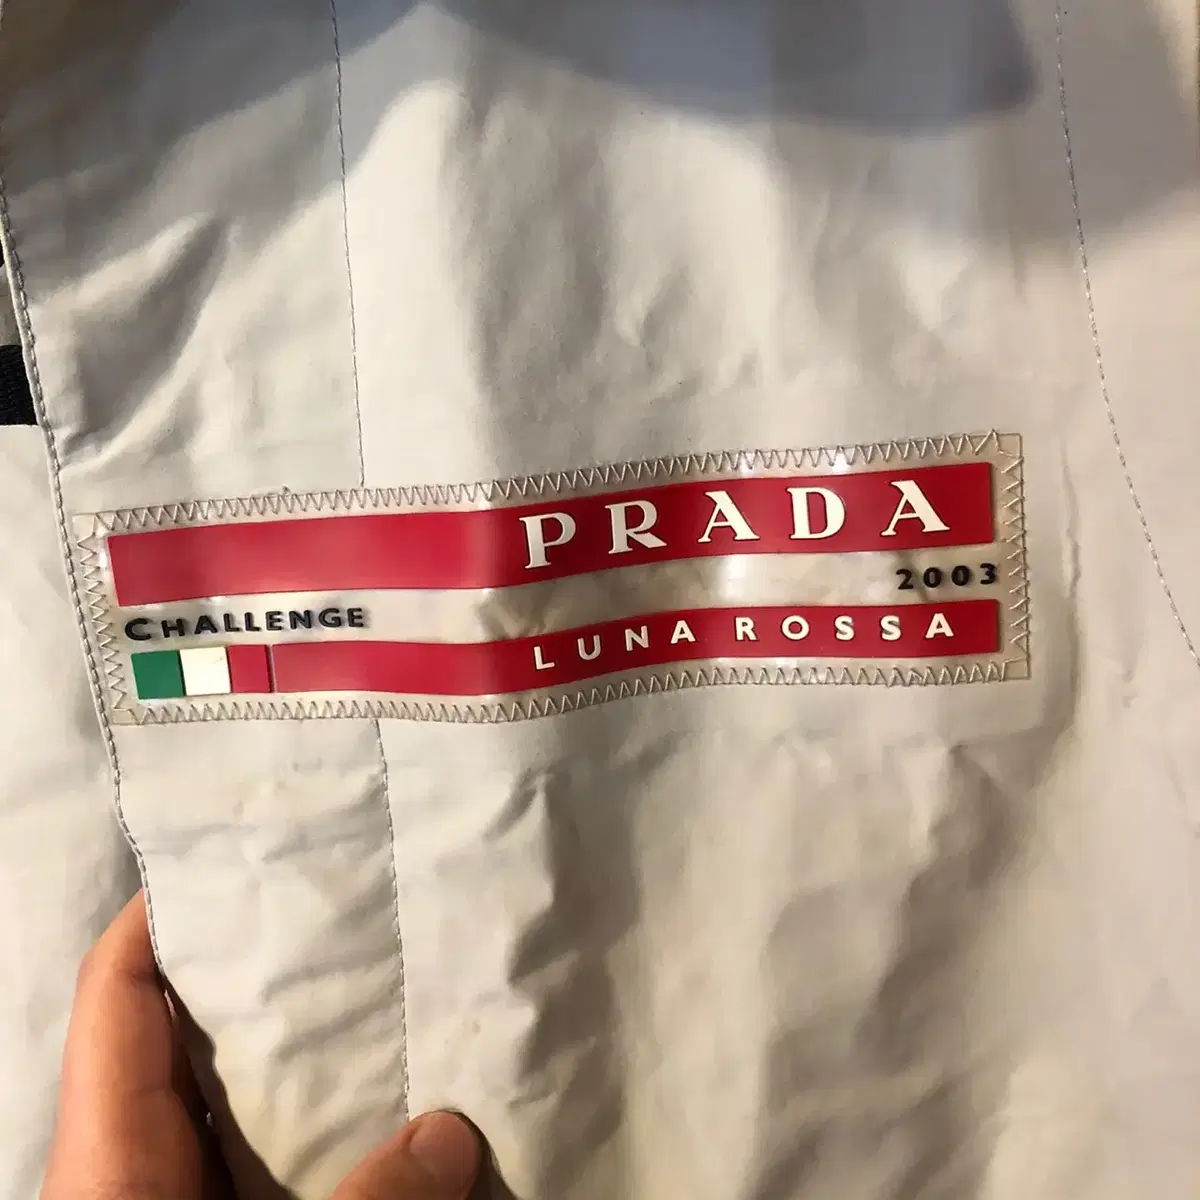 PRADA
2003
CHALLENGE
LUNA ROSSA